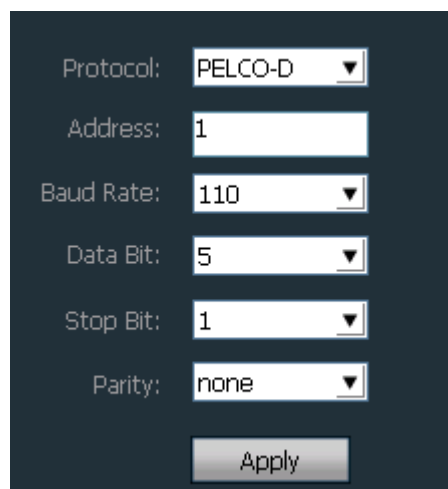 Protocol: PELCO-D
Address: 1
Baud Rate: 110
Data Bit: 5
Stop Bit: 1
Parity: none
Apply